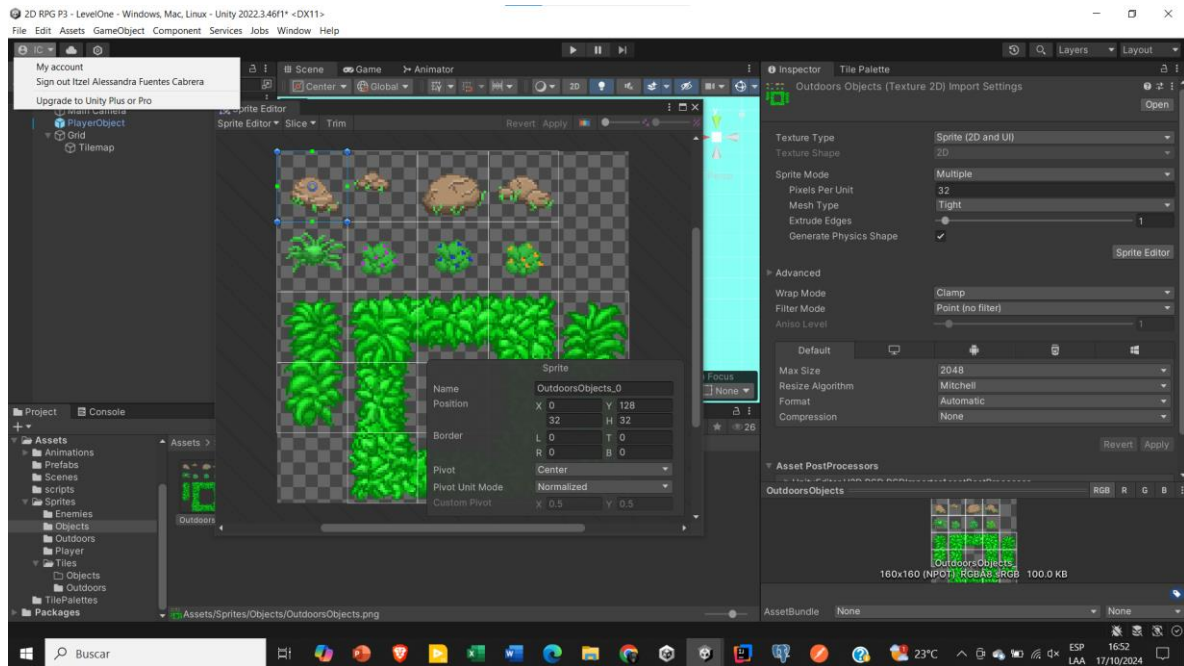 2D RPG P3 - LevelOne - Windows, Mac, Linux - Unity 2022.3.46f1* <DX11>
File Edit Assets GameObject Component Services Jobs Window Help
IC
Layers Layout
My account
Sign out Itzel Alessandra Fuentes Cabrera
Upgrade to Unity Plus or Pro
Main Camera
PlayerObject
Grid
Tilemap
Scene Game Animator
Center Global 2D
Sprite Editor
Sprite Editor Slice Trim Revert Apply
Sprite
Name OutdoorsObjects_0
Position X 0 Y 128
32 H 32
Border L 0 T 0
R 0 B 0
Pivot Center
Pivot Unit Mode Normalized
Custom Pivot X 0.5 Y 0.5
Focus
None
26
Inspector Tile Palette
Outdoors Objects (Texture 2D) Import Settings
Open
Texture Type Sprite (2D and UI)
Texture Shape 2D
Sprite Mode Multiple
Pixels Per Unit 32
Mesh Type Tight
Extrude Edges 1
Generate Physics Shape
Sprite Editor
Advanced
Wrap Mode Clamp
Filter Mode Point (no filter)
Aniso Level 1
Default
Max Size 2048
Resize Algorithm Mitchell
Format Automatic
Compression None
Revert Apply
Asset PostProcessors
OutdoorsObjects RGB R G B
OutdoorsObjects
160x160 (NPOT) RGBA8 sRGB 100.0 KB
AssetBundle None None
Project Console
Assets
Animations
Prefabs
Scenes
scripts
Sprites
Enemies
Objects
Outdoors
Player
Tiles
Objects
Outdoors
TilePalettes
Packages
Assets >
Outdoors
Assets/Sprites/Objects/OutdoorsObjects.png
Buscar
23°C
ESP
LAA
16:52
17/10/2024